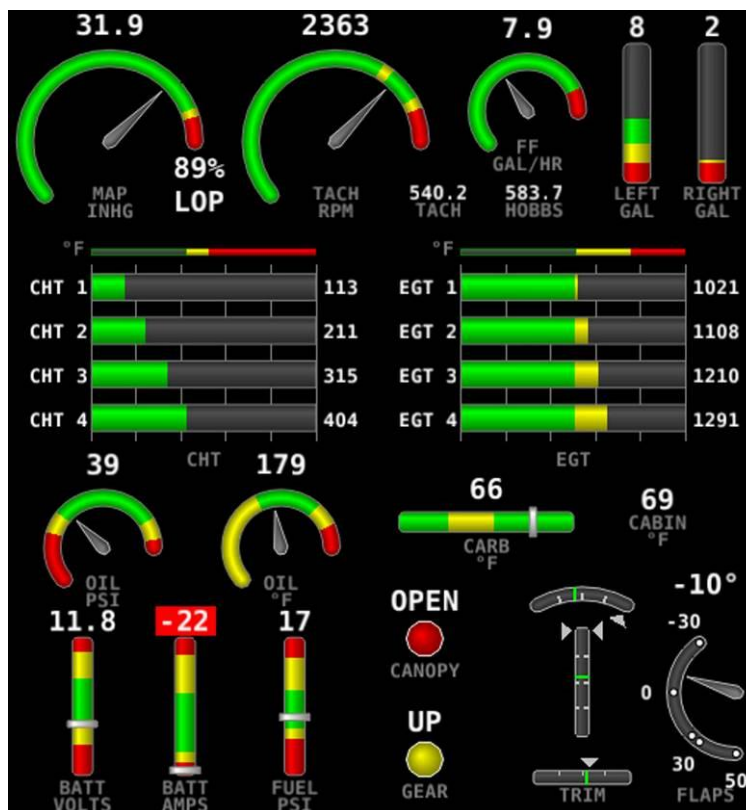 31.9 2363 7.9 8 2
89%
LOP
MAP
INHG
TACH
RPM
FF
GAL/HR
540.2
TACH
583.7
HOBBS
LEFT
GAL
RIGHT
GAL
°F
CHT 1 113
CHT 2 211
CHT 3 315
CHT 4 404
CHT
°F
EGT 1 1021
EGT 2 1108
EGT 3 1210
EGT 4 1291
EGT
39 179
OIL
PSI
OIL
°F
66
CARB
°F
69
CABIN
°F
11.8 -22 17
BATT
VOLTS
BATT
AMPS
FUEL
PSI
OPEN
CANOPY
UP
GEAR
TRIM
-10°
-30
0
30
50
FLAPS